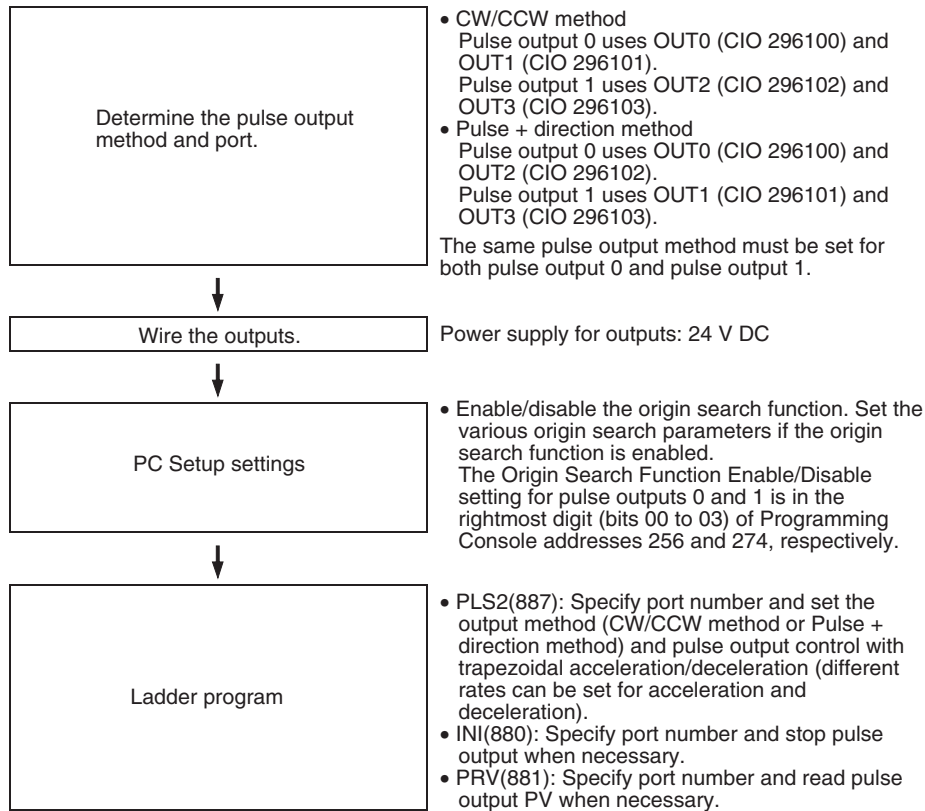 Determine the pulse output
method and port.
• CW/CCW method
Pulse output 0 uses OUT0 (CIO 296100) and
OUT1 (CIO 296101).
Pulse output 1 uses OUT2 (CIO 296102) and
OUT3 (CIO 296103).
• Pulse + direction method
Pulse output 0 uses OUT0 (CIO 296100) and
OUT2 (CIO 296102).
Pulse output 1 uses OUT1 (CIO 296101) and
OUT3 (CIO 296103).
The same pulse output method must be set for
both pulse output 0 and pulse output 1.
Wire the outputs.
Power supply for outputs: 24 V DC
PC Setup settings
• Enable/disable the origin search function. Set the
various origin search parameters if the origin
search function is enabled.
The Origin Search Function Enable/Disable
setting for pulse outputs 0 and 1 is in the
rightmost digit (bits 00 to 03) of Programming
Console addresses 256 and 274, respectively.
Ladder program
• PLS2(887): Specify port number and set the
output method (CW/CCW method or Pulse +
direction method) and pulse output control with
trapezoidal acceleration/deceleration (different
rates can be set for acceleration and
deceleration).
• INI(880): Specify port number and stop pulse
output when necessary.
• PRV(881): Specify port number and read pulse
output PV when necessary.